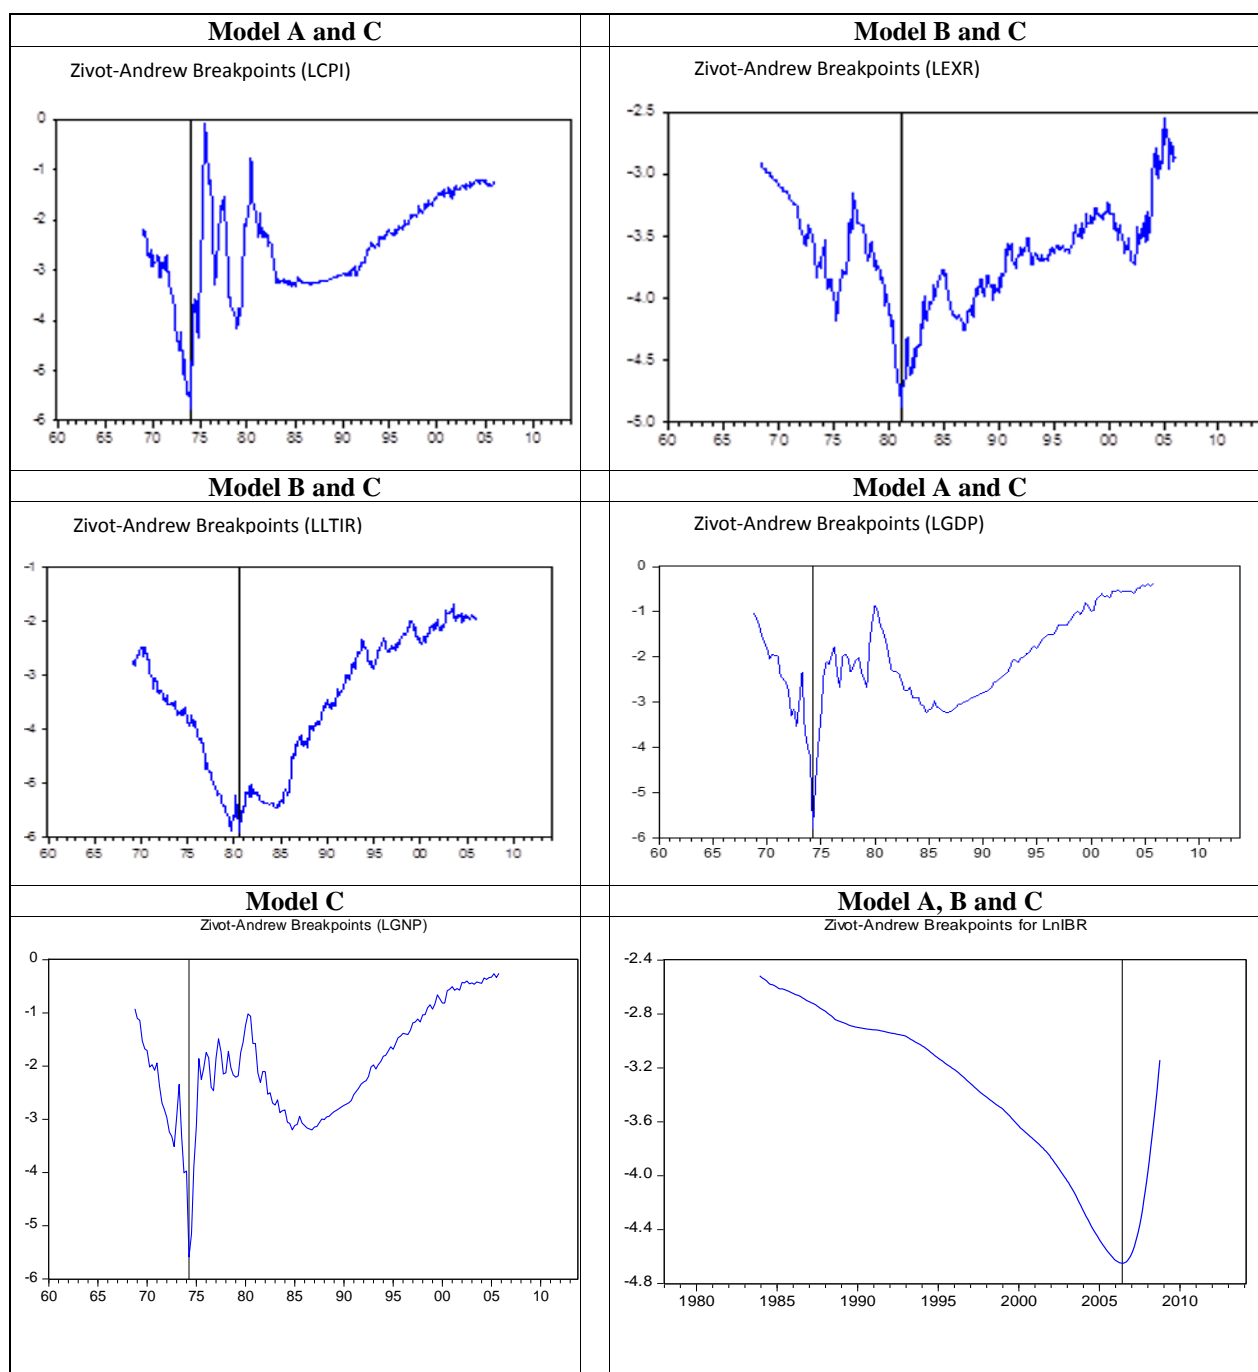 Model A and C
Model B and C
Zivot-Andrew Breakpoints (LCPI)
Zivot-Andrew Breakpoints (LEXR)
0
-1
-2
-3
-4
-5
-6
60 65 70 75 80 85 90 95 00 05 10
-2.5
-3.0
-3.5
-4.0
-4.5
-5.0
60 65 70 75 80 85 90 95 00 05 10
Model B and C
Model A and C
Zivot-Andrew Breakpoints (LLTIR)
Zivot-Andrew Breakpoints (LGDP)
-1
-2
-3
-4
-5
-6
60 65 70 75 80 85 90 95 00 05 10
0
-1
-2
-3
-4
-5
-6
60 65 70 75 80 85 90 95 00 05 10
Model C
Model A, B and C
Zivot-Andrew Breakpoints (LGNP)
Zivot-Andrew Breakpoints for LnIBR
0
-1
-2
-3
-4
-5
-6
60 65 70 75 80 85 90 95 00 05 10
-2.4
-2.8
-3.2
-3.6
-4.0
-4.4
-4.8
1980 1985 1990 1995 2000 2005 2010